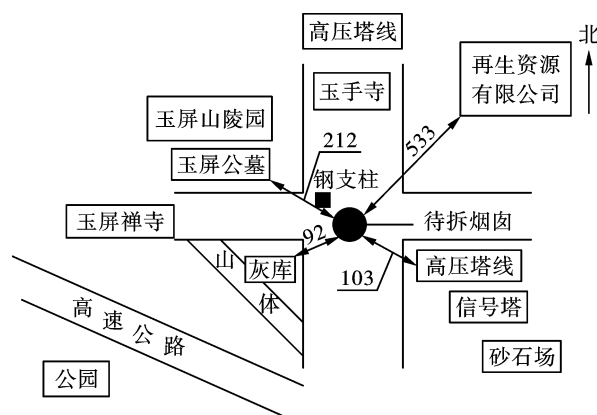 高压塔线
北
再生资源
有限公司
玉手寺
玉屏山陵园
212
533
玉屏公墓
钢支柱
玉屏禅寺
待拆烟囱
92
山
灰库
高压塔线
103
体
信号塔
高速公路
砂石场
公园